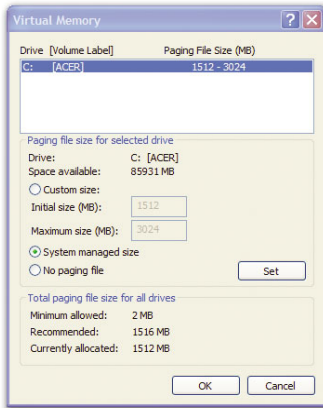 Virtual Memory
Drive [Volume Label] Paging File Size (MB)
C: [ACER] 1512 - 3024
Paging file size for selected drive
Drive: C: [ACER]
Space available: 85931 MB
Custom size:
Initial size (MB): 1512
Maximum size (MB): 3024
System managed size
No paging file Set
Total paging file size for all drives
Minimum allowed: 2 MB
Recommended: 1516 MB
Currently allocated: 1512 MB
OK Cancel